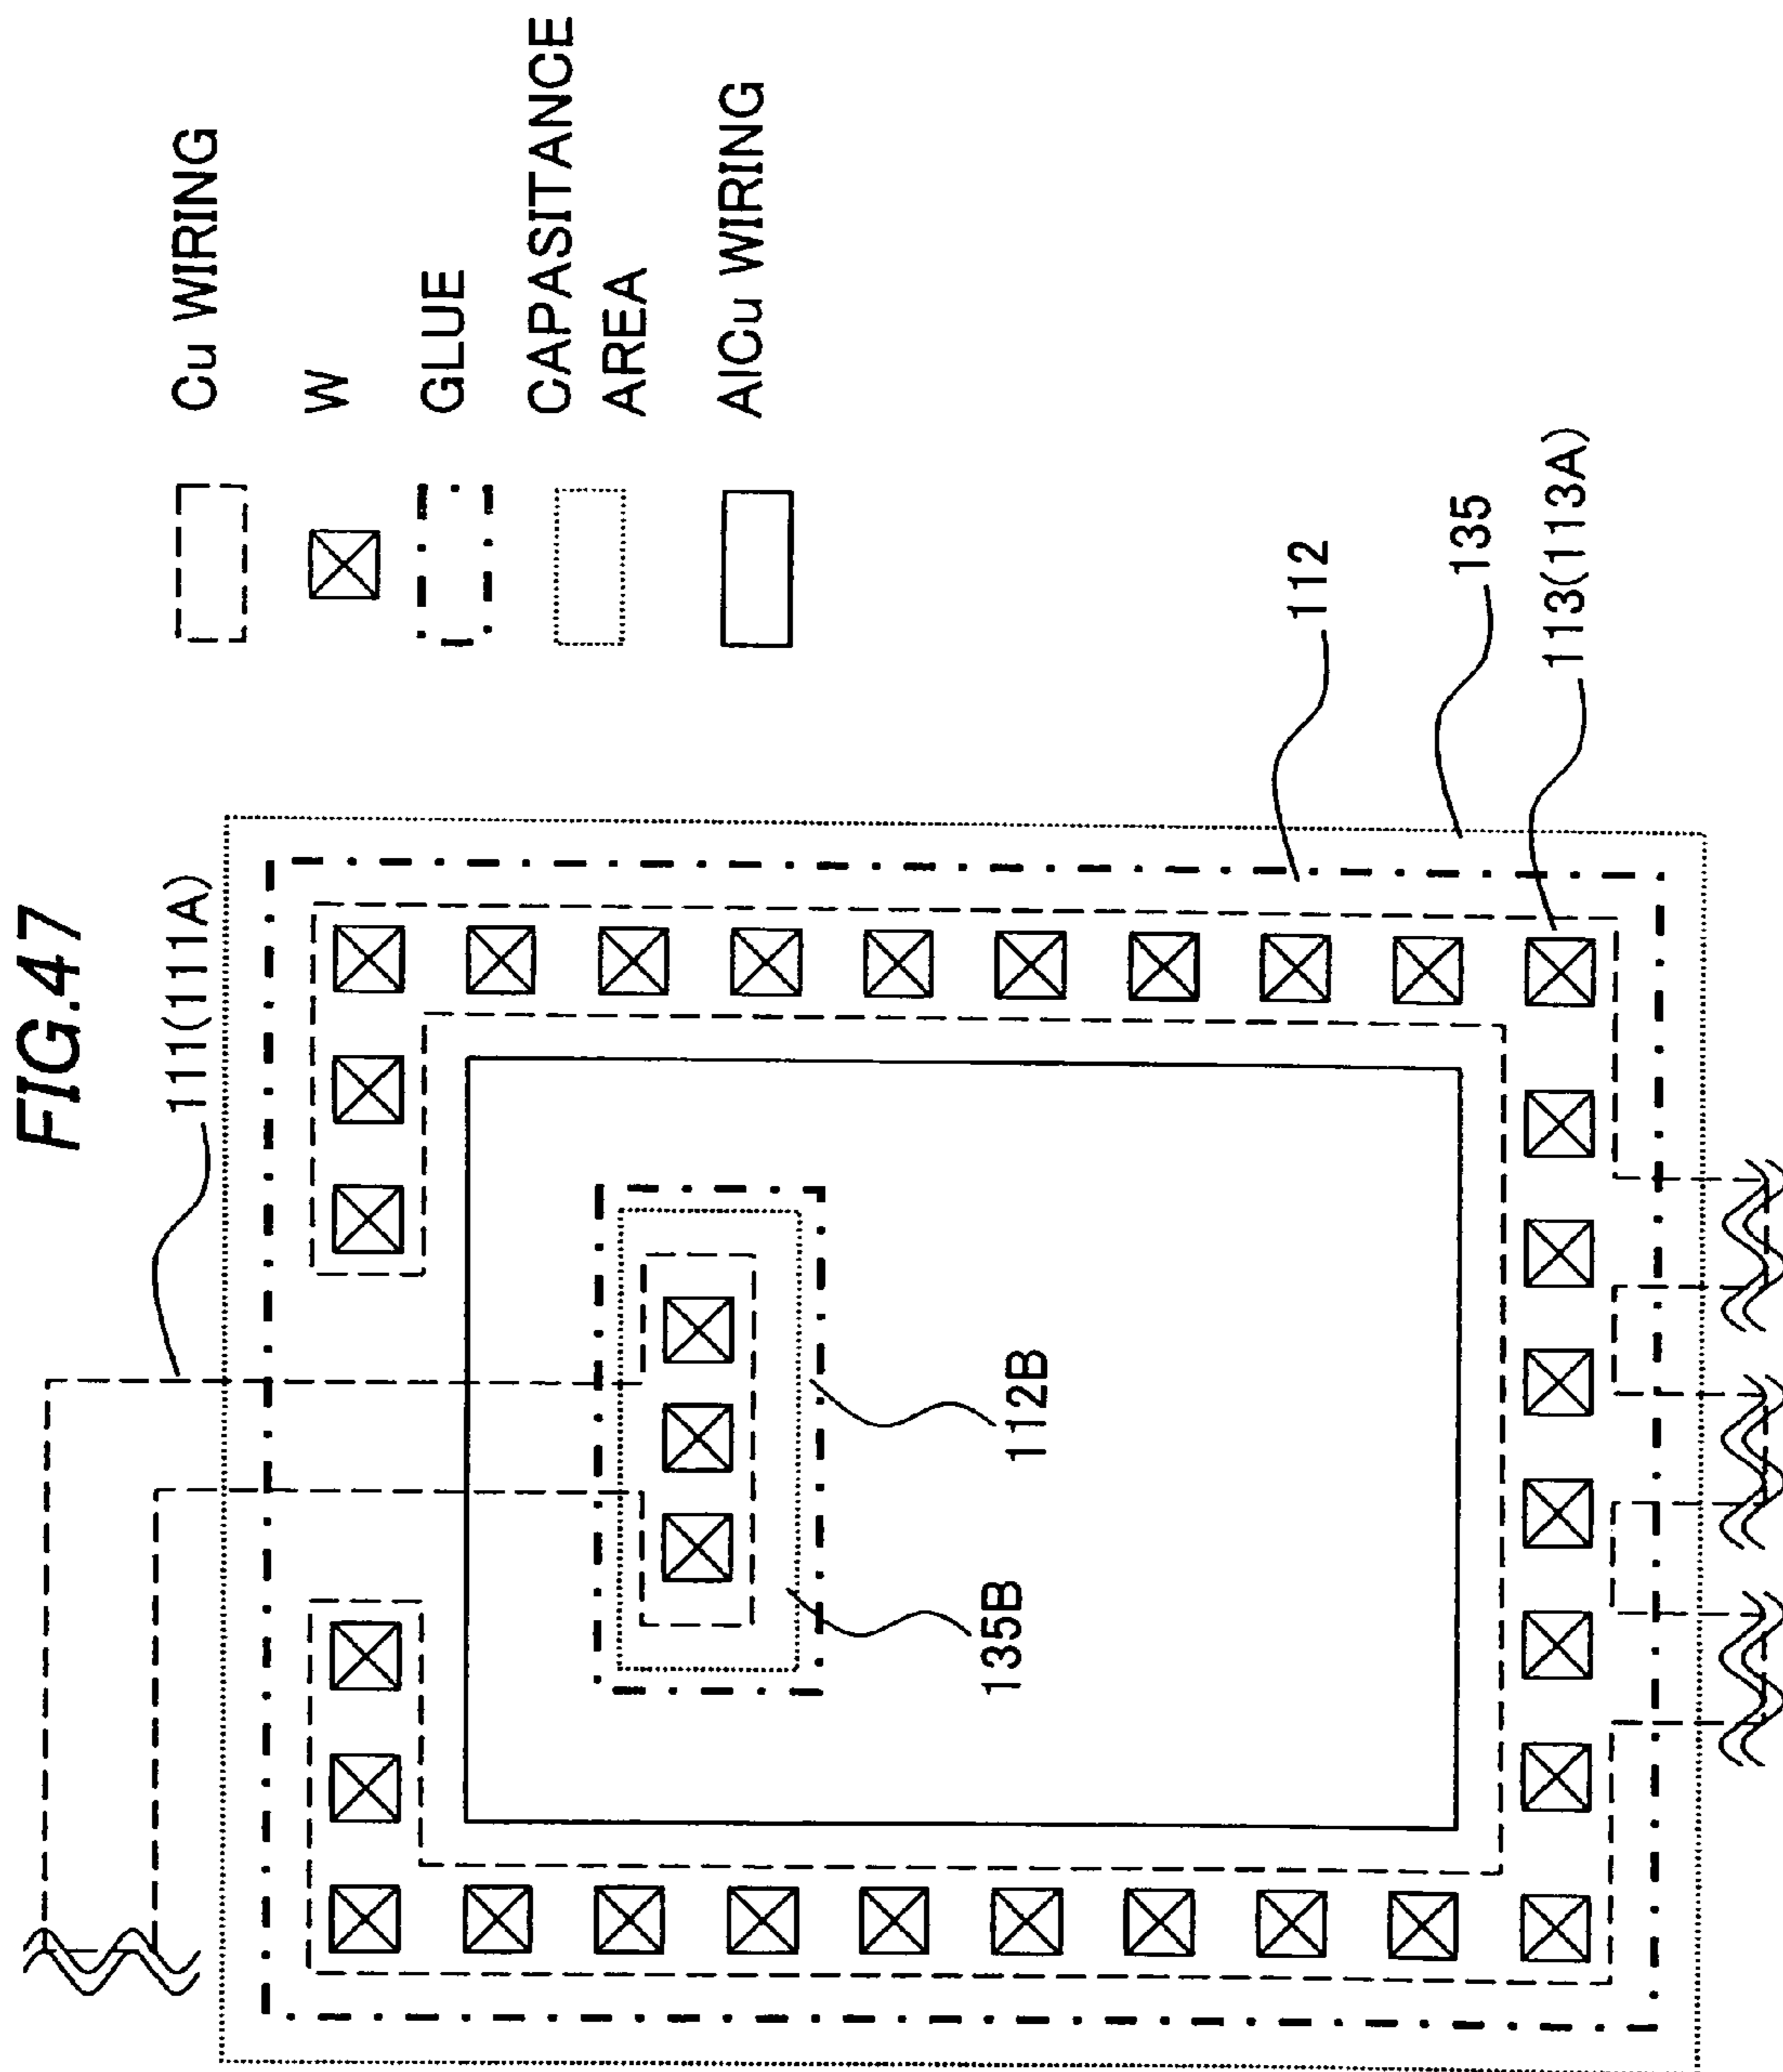 FIG.47
Cu WIRING
W
GLUE
CAPASITANCE
AREA
AlCu WIRING
111(111A)
112
135
113(113A)
112B
135B